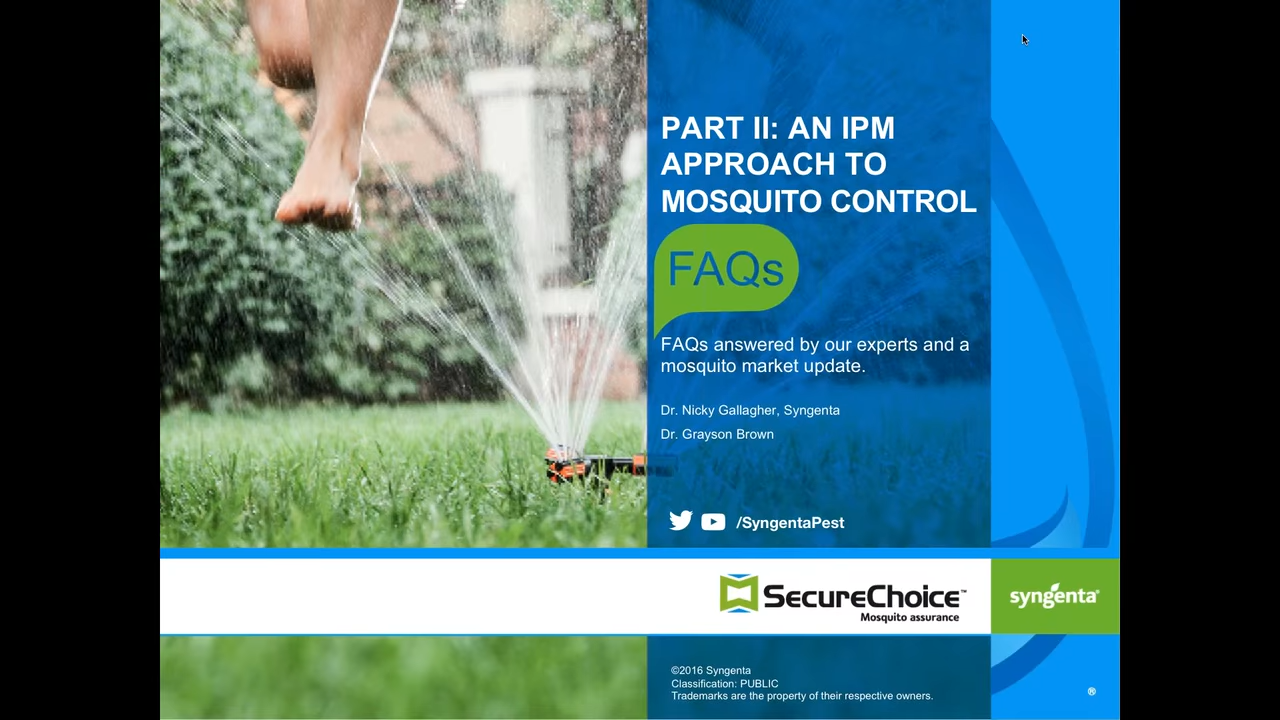 PART II: AN IPM
APPROACH TO
MOSQUITO CONTROL
FAQs
FAQs answered by our experts and a
mosquito market update.
Dr. Nicky Gallagher, Syngenta
Dr. Grayson Brown
/SyngentaPest
SecureChoice™
Mosquito assurance
syngenta®
©2016 Syngenta
Classification: PUBLIC
Trademarks are the property of their respective owners.
®